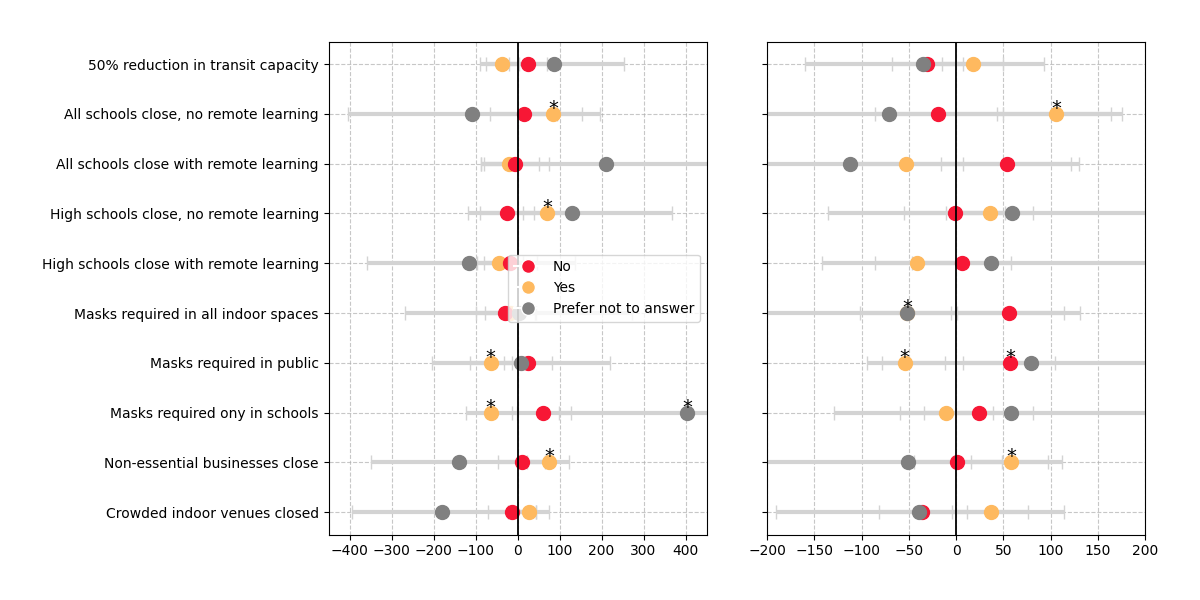 50% reduction in transit capacity
All schools close, no remote learning
All schools close with remote learning
High schools close, no remote learning
High schools close with remote learning
Masks required in all indoor spaces
Masks required in public
Masks required ony in schools
Non-essential businesses close
Crowded indoor venues closed
*
*
*
*
*
*
No
Yes
Prefer not to answer
−400 −300 −200 −100 0 100 200 300 400
*
*
*
*
*
−200 −150 −100 −50 0 50 100 150 200